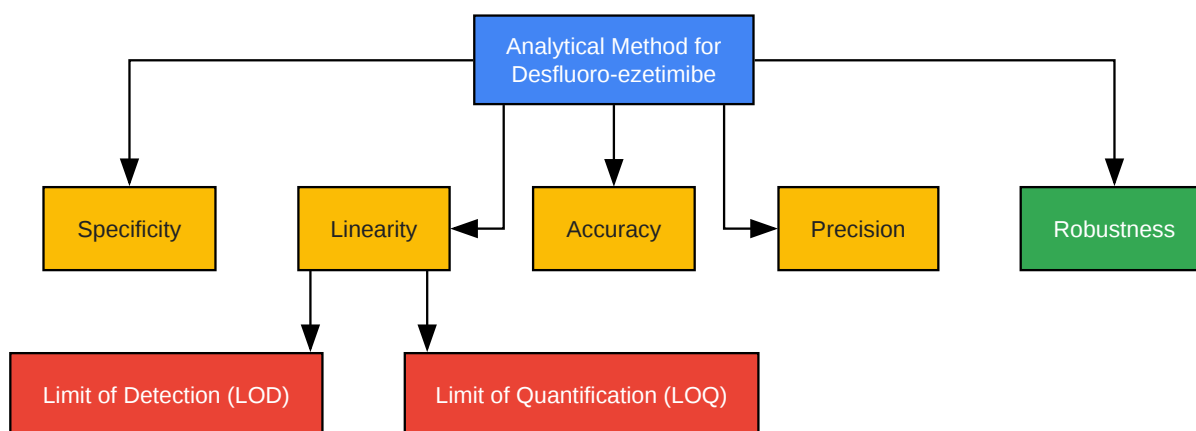 Analytical Method for
Desfluoro-ezetimibe
Specificity
Linearity
Accuracy
Precision
Robustness
Limit of Detection (LOD)
Limit of Quantification (LOQ)